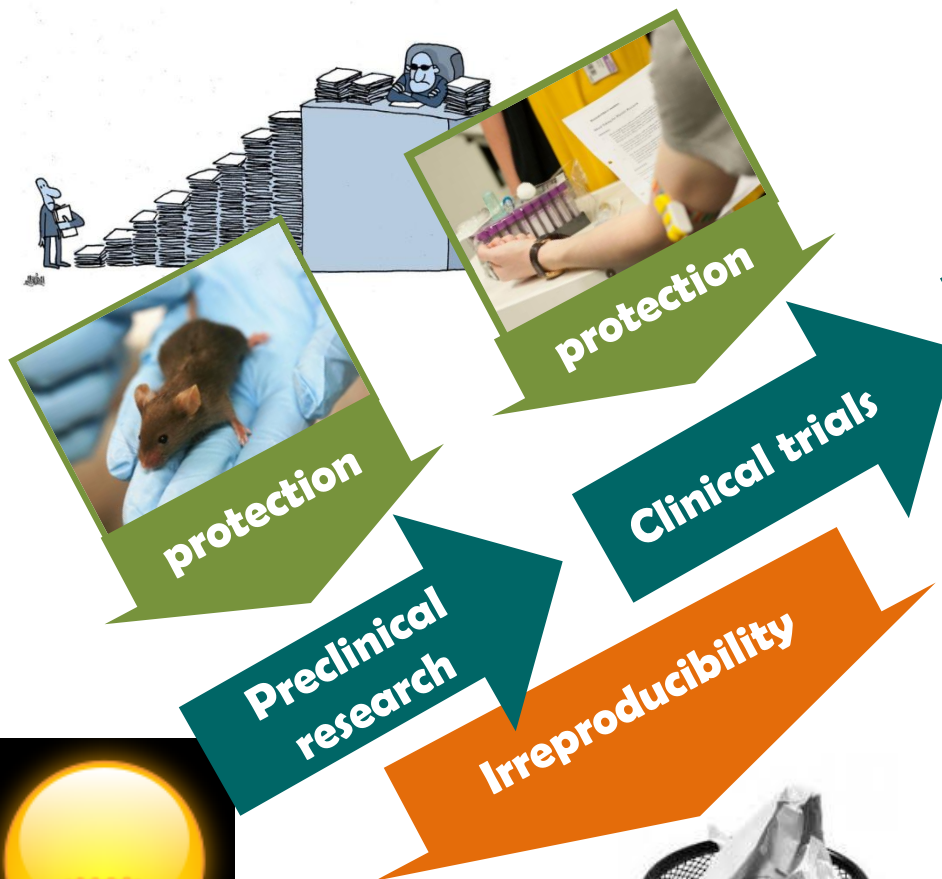 protection
protection
Clinical trials
Preclinical
research
Irreproducibility